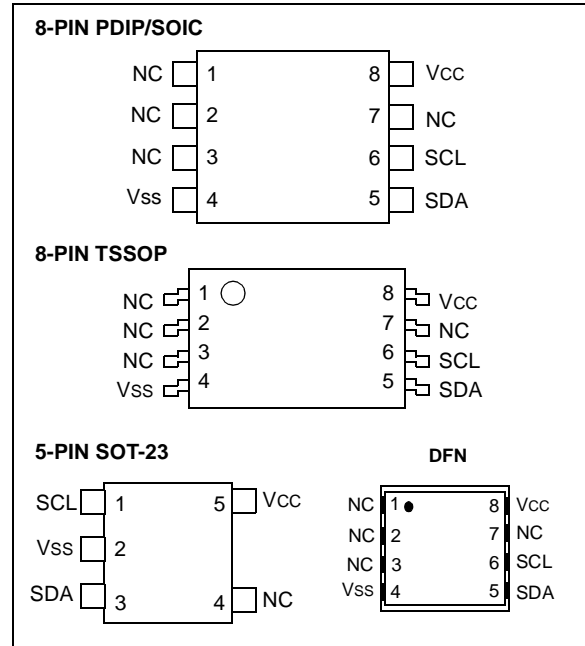 8-PIN PDIP/SOIC
NC 1 8 VCC
NC 2 7 NC
NC 3 6 SCL
VSS 4 5 SDA
8-PIN TSSOP
NC 1 8 VCC
NC 2 7 NC
NC 3 6 SCL
VSS 4 5 SDA
5-PIN SOT-23
SCL 1 5 VCC
VSS 2
SDA 3 4 NC
DFN
NC 1 8 VCC
NC 2 7 NC
NC 3 6 SCL
VSS 4 5 SDA